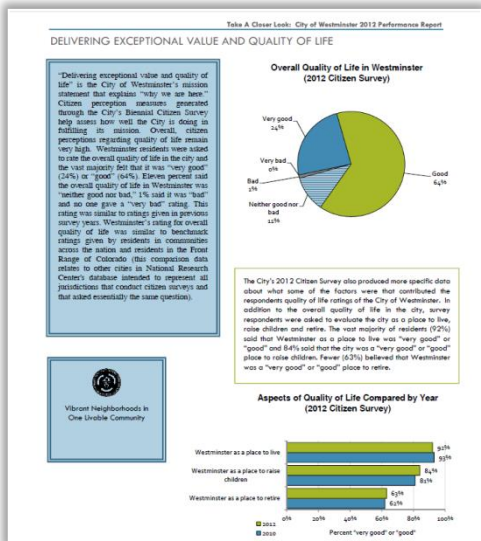 Take A Closer Look: City of Westminster 2012 Performance Report
DELIVERING EXCEPTIONAL VALUE AND QUALITY OF LIFE
"Delivering exceptional value and quality of
life" is the City of Westminster's mission
statement that explains "why we are here."
Citizen perception measures generated
through the City's Biennial Citizen Survey
help assess how well the City is doing in
fulfilling its mission. Overall, citizen
perceptions regarding quality of life remain
very high. Westminster residents were asked
to rate the overall quality of life in the city and
the vast majority felt that it was "very good"
(24%) or "good" (64%). Eleven percent said
the overall quality of life in Westminster was
"neither good nor bad," 1% said it was "bad"
and no one gave a "very bad" rating. This
rating was similar to ratings given in previous
survey years. Westminster's rating for overall
quality of life was similar to benchmark
ratings given by residents in communities
across the nation and residents in the Front
Range of Colorado (this comparison data
relates to other cities in National Research
Center's database intended to represent all
jurisdictions that conduct citizen surveys and
that asked essentially the same question).
Vibrant Neighborhoods in
One Livable Community
Overall Quality of Life in Westminster
(2012 Citizen Survey)
Very good
24%
Very bad
0%
Bad
1%
Neither good nor
bad
11%
Good
64%
The City's 2012 Citizen Survey also produced more specific data
about what some of the factors were that contributed the
respondents quality of life ratings of the City of Westminster. In
addition to the overall quality of life in the city, survey
respondents were asked to evaluate the city as a place to live,
raise children and retire. The vast majority of residents (92%)
said that Westminster as a place to live was "very good" or
"good" and 84% said that the city was a "very good" or "good"
place to raise children. Fewer (63%) believed that Westminster
was a "very good" or "good" place to retire.
Aspects of Quality of Life Compared by Year
(2012 Citizen Survey)
Westminster as a place to live
92%
93%
Westminster as a place to raise
children
84%
81%
Westminster as a place to retire
63%
62%
0% 20% 40% 60% 80% 100%
2012
2010
Percent "very good" or "good"